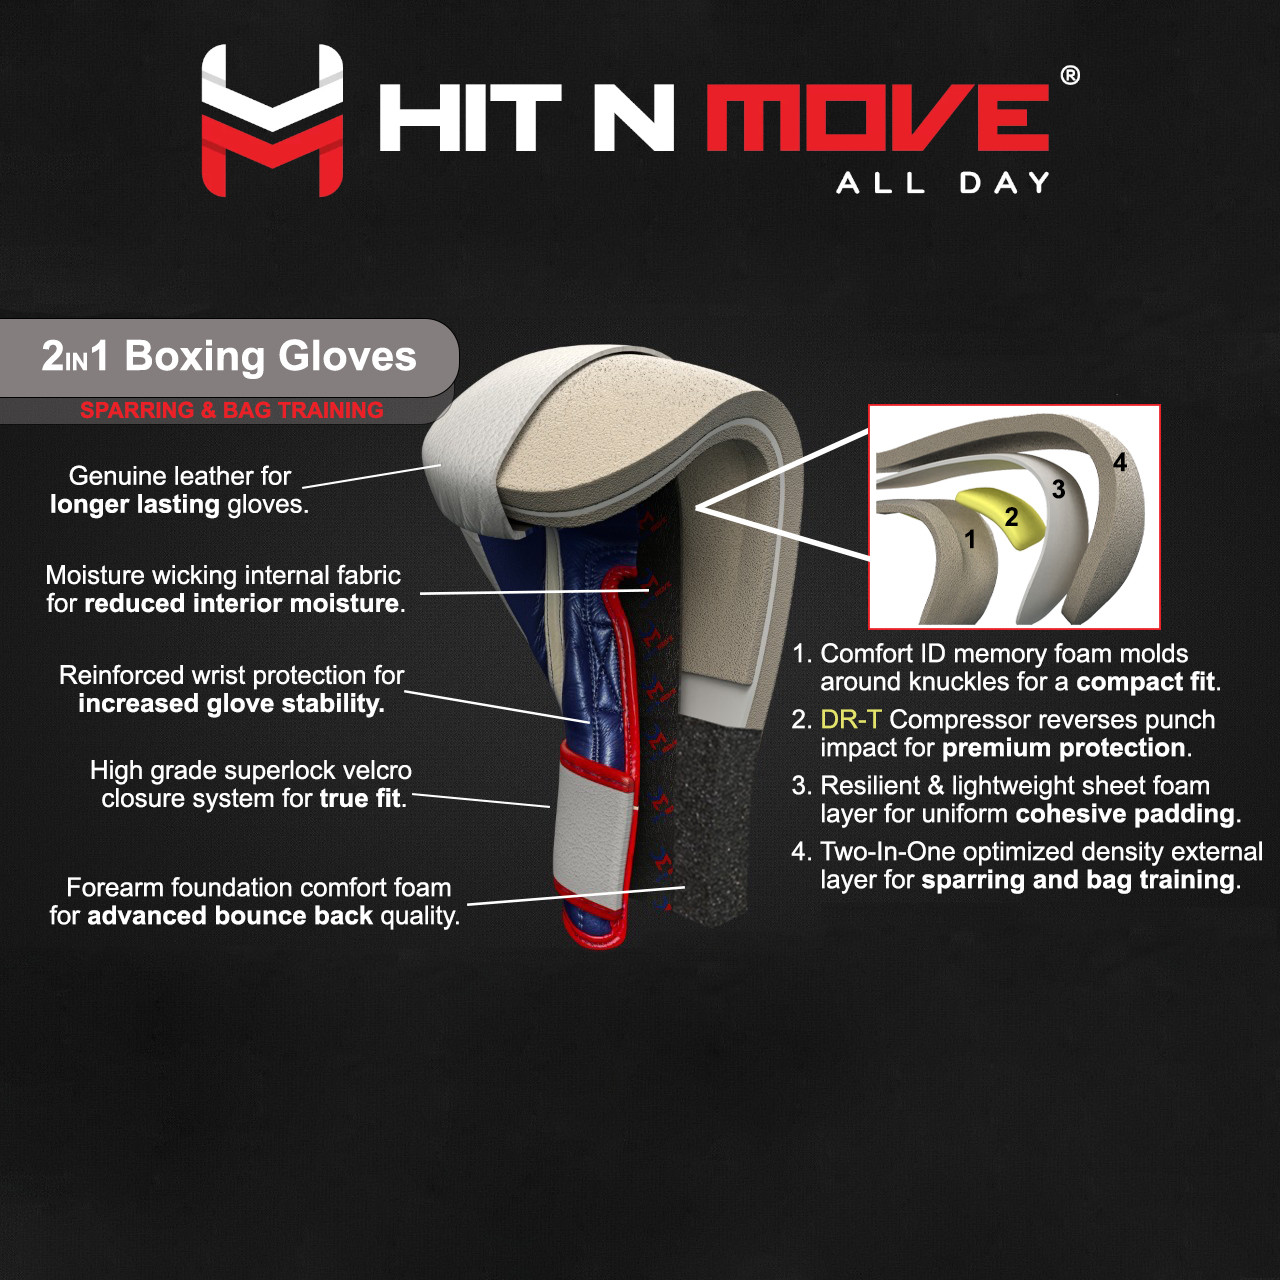 HIT N MOVE®
ALL DAY
2IN1 Boxing Gloves
SPARRING & BAG TRAINING
Genuine leather for
longer lasting gloves.
Moisture wicking internal fabric
for reduced interior moisture.
Reinforced wrist protection for
increased glove stability.
High grade superlock velcro
closure system for true fit.
Forearm foundation comfort foam
for advanced bounce back quality.
1
2
3
4
1. Comfort ID memory foam molds
around knuckles for a compact fit.
2. DR-T Compressor reverses punch
impact for premium protection.
3. Resilient & lightweight sheet foam
layer for uniform cohesive padding.
4. Two-In-One optimized density external
layer for sparring and bag training.